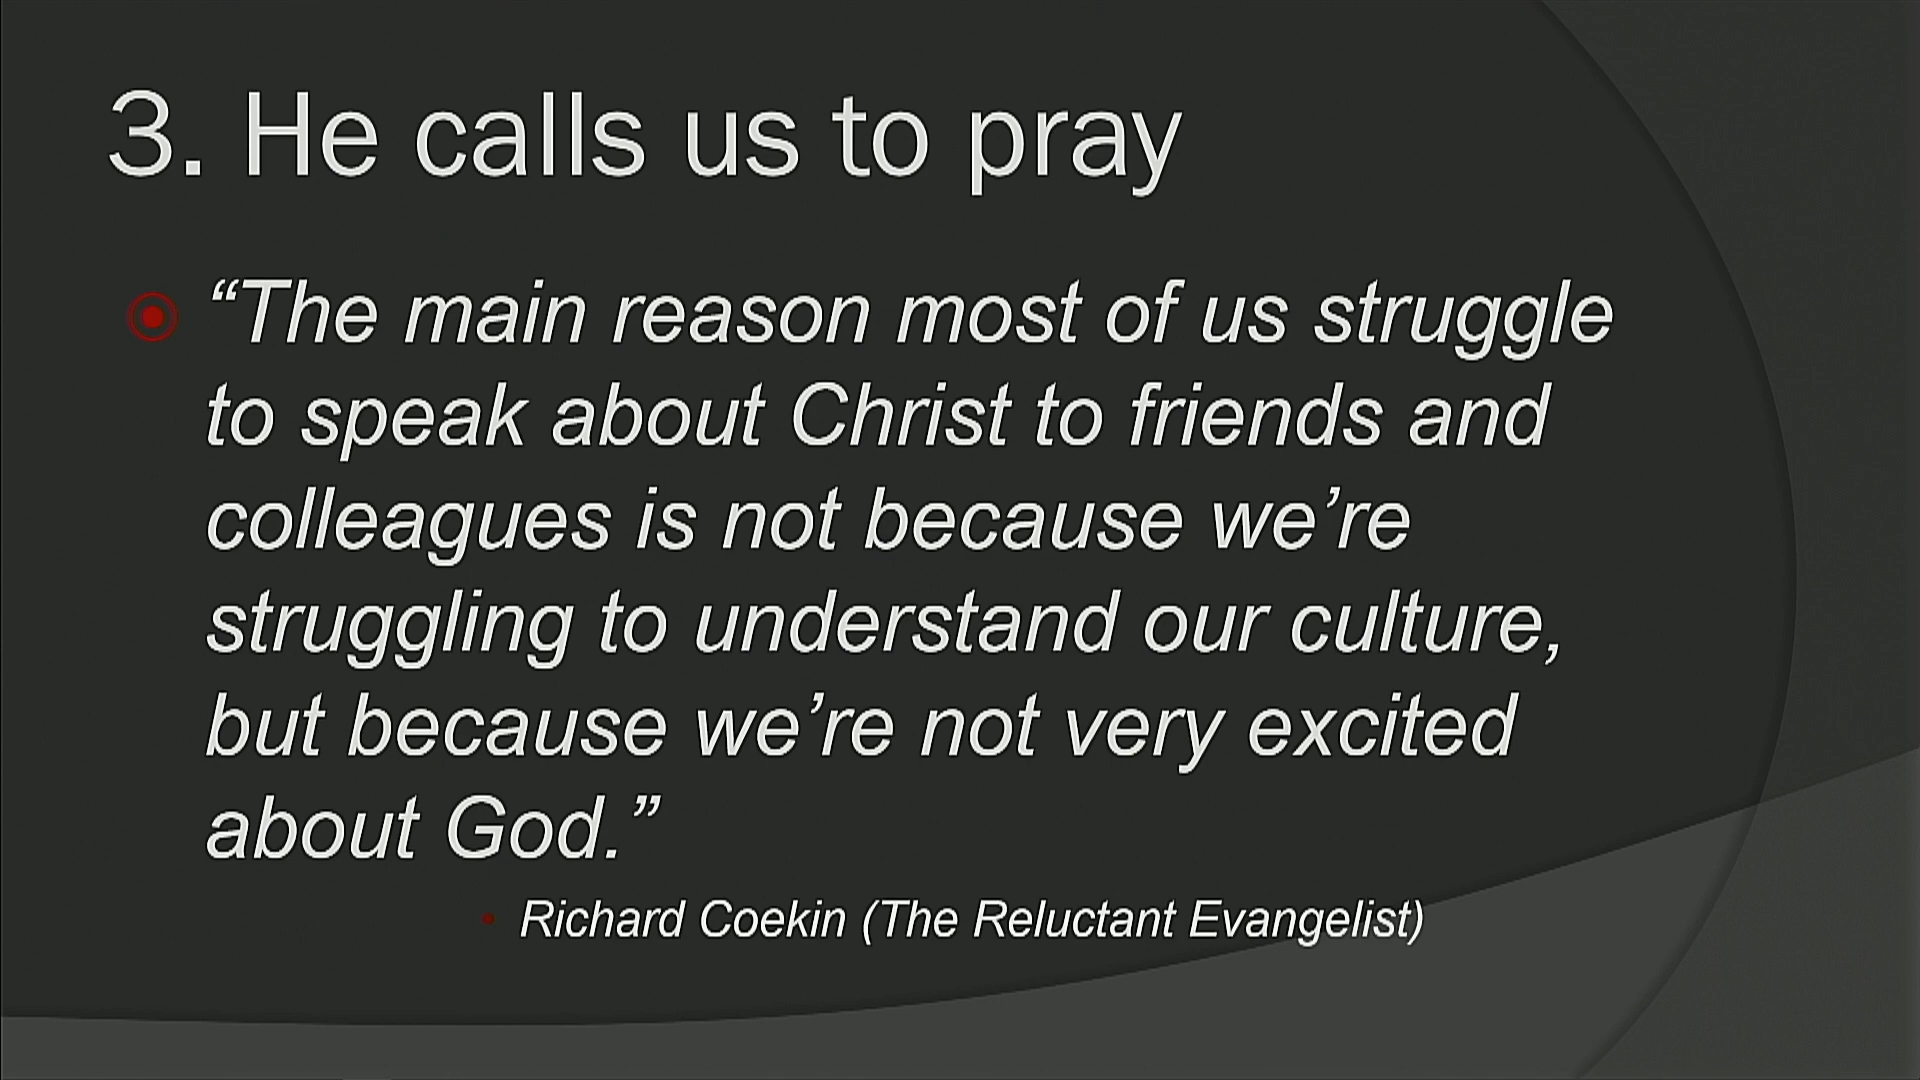 3. He calls us to pray
“The main reason most of us struggle
to speak about Christ to friends and
colleagues is not because we’re
struggling to understand our culture,
but because we’re not very excited
about God.”
Richard Coekin (The Reluctant Evangelist)